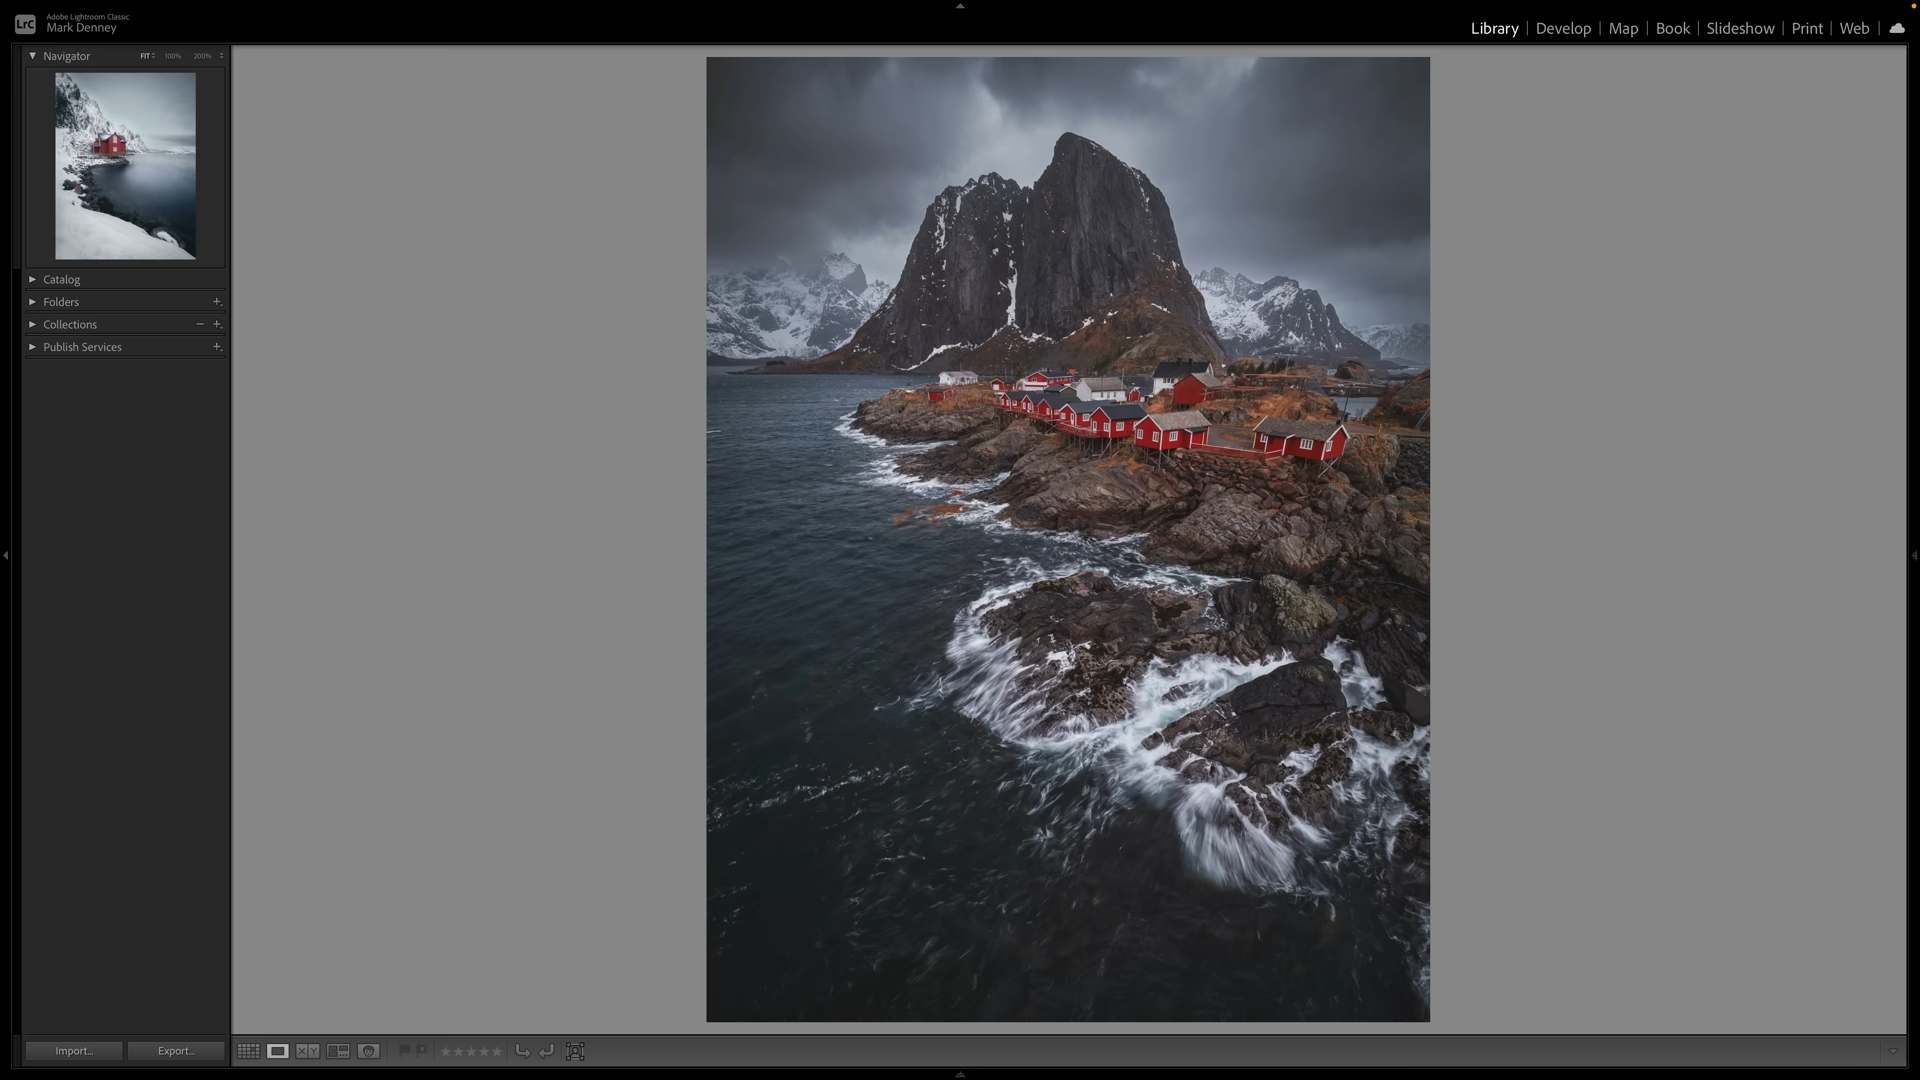 LrC
Adobe Lightroom Classic
Mark Denney
Library | Develop | Map | Book | Slideshow | Print | Web
Navigator FIT 100% 200%
Catalog
Folders
Collections
Publish Services
Import...
Export...
X Y